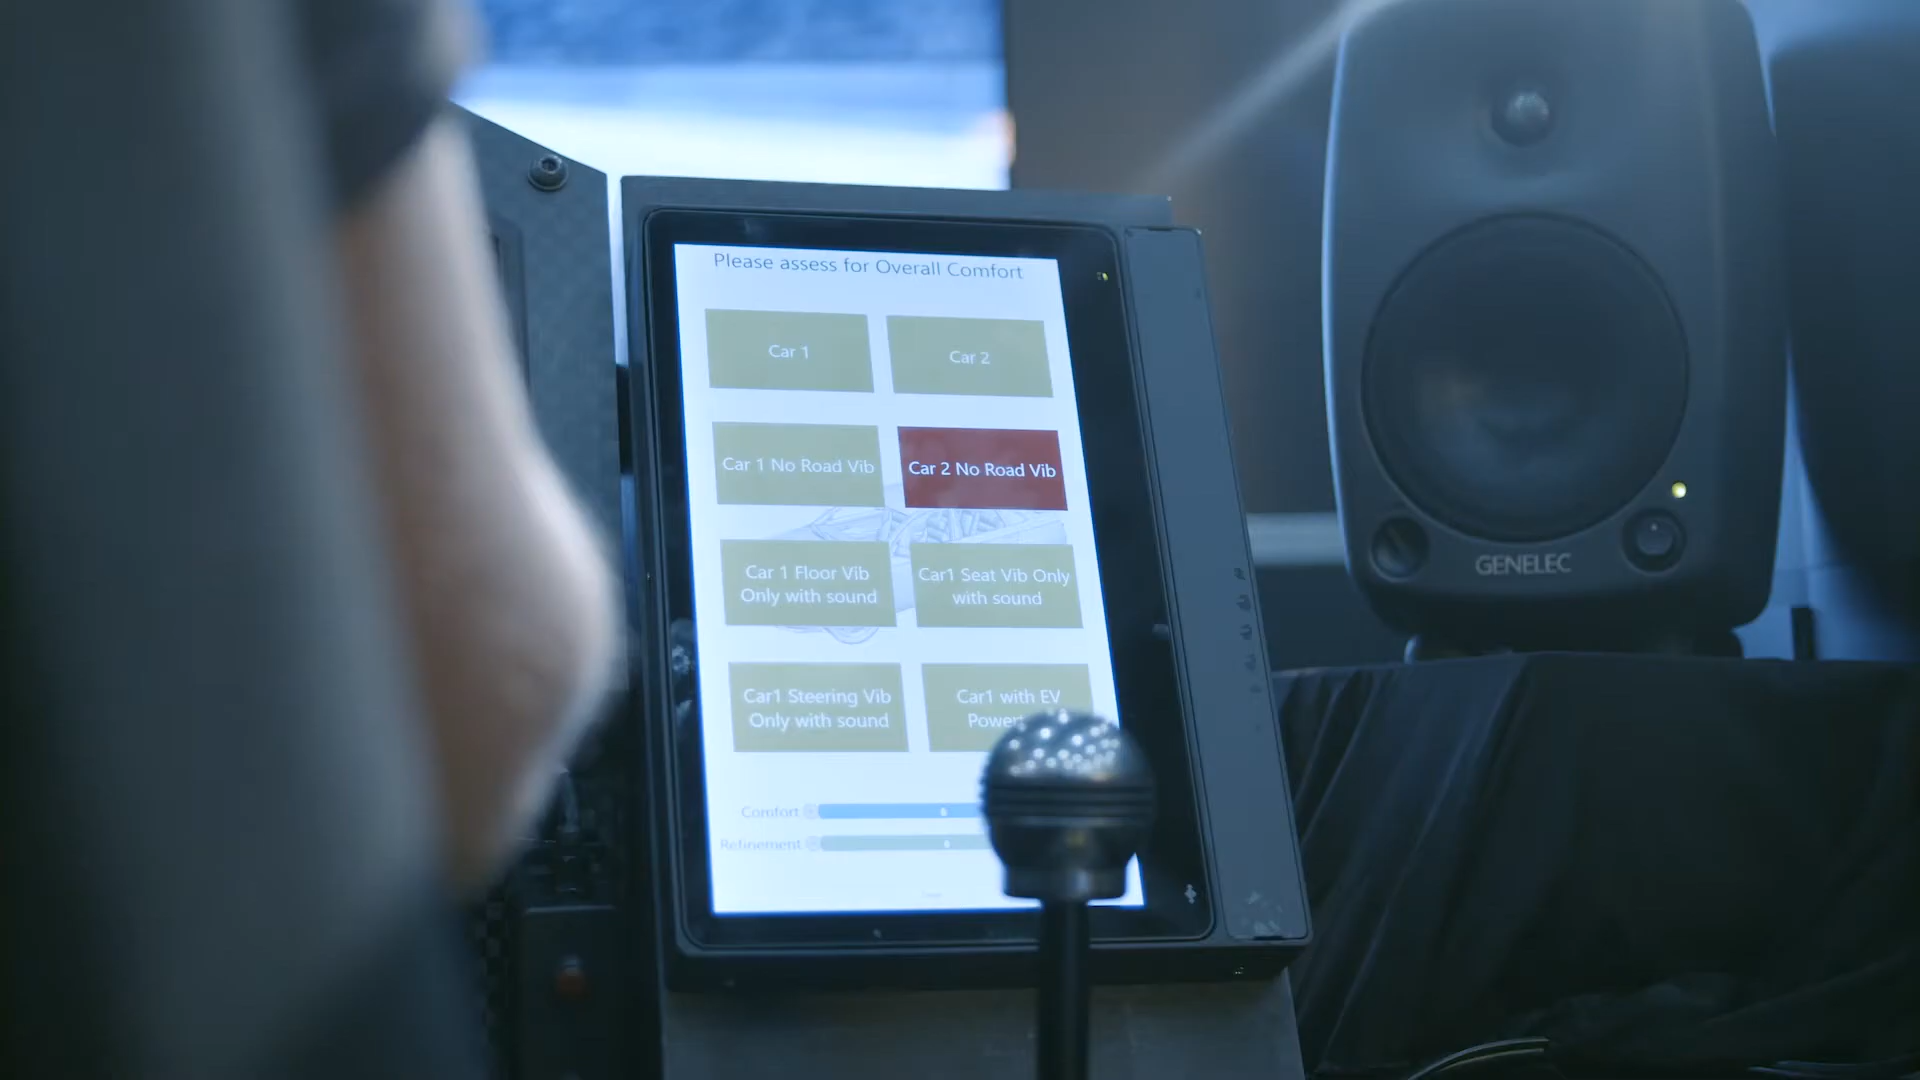 Please assess for Overall Comfort
Car 1
Car 2
Car 1 No Road Vib
Car 2 No Road Vib
Car 1 Floor Vib
Only with sound
Car1 Seat Vib Only
with sound
Car1 Steering Vib
Only with sound
Car1 with EV
Comfort
Refinement
GENELEC